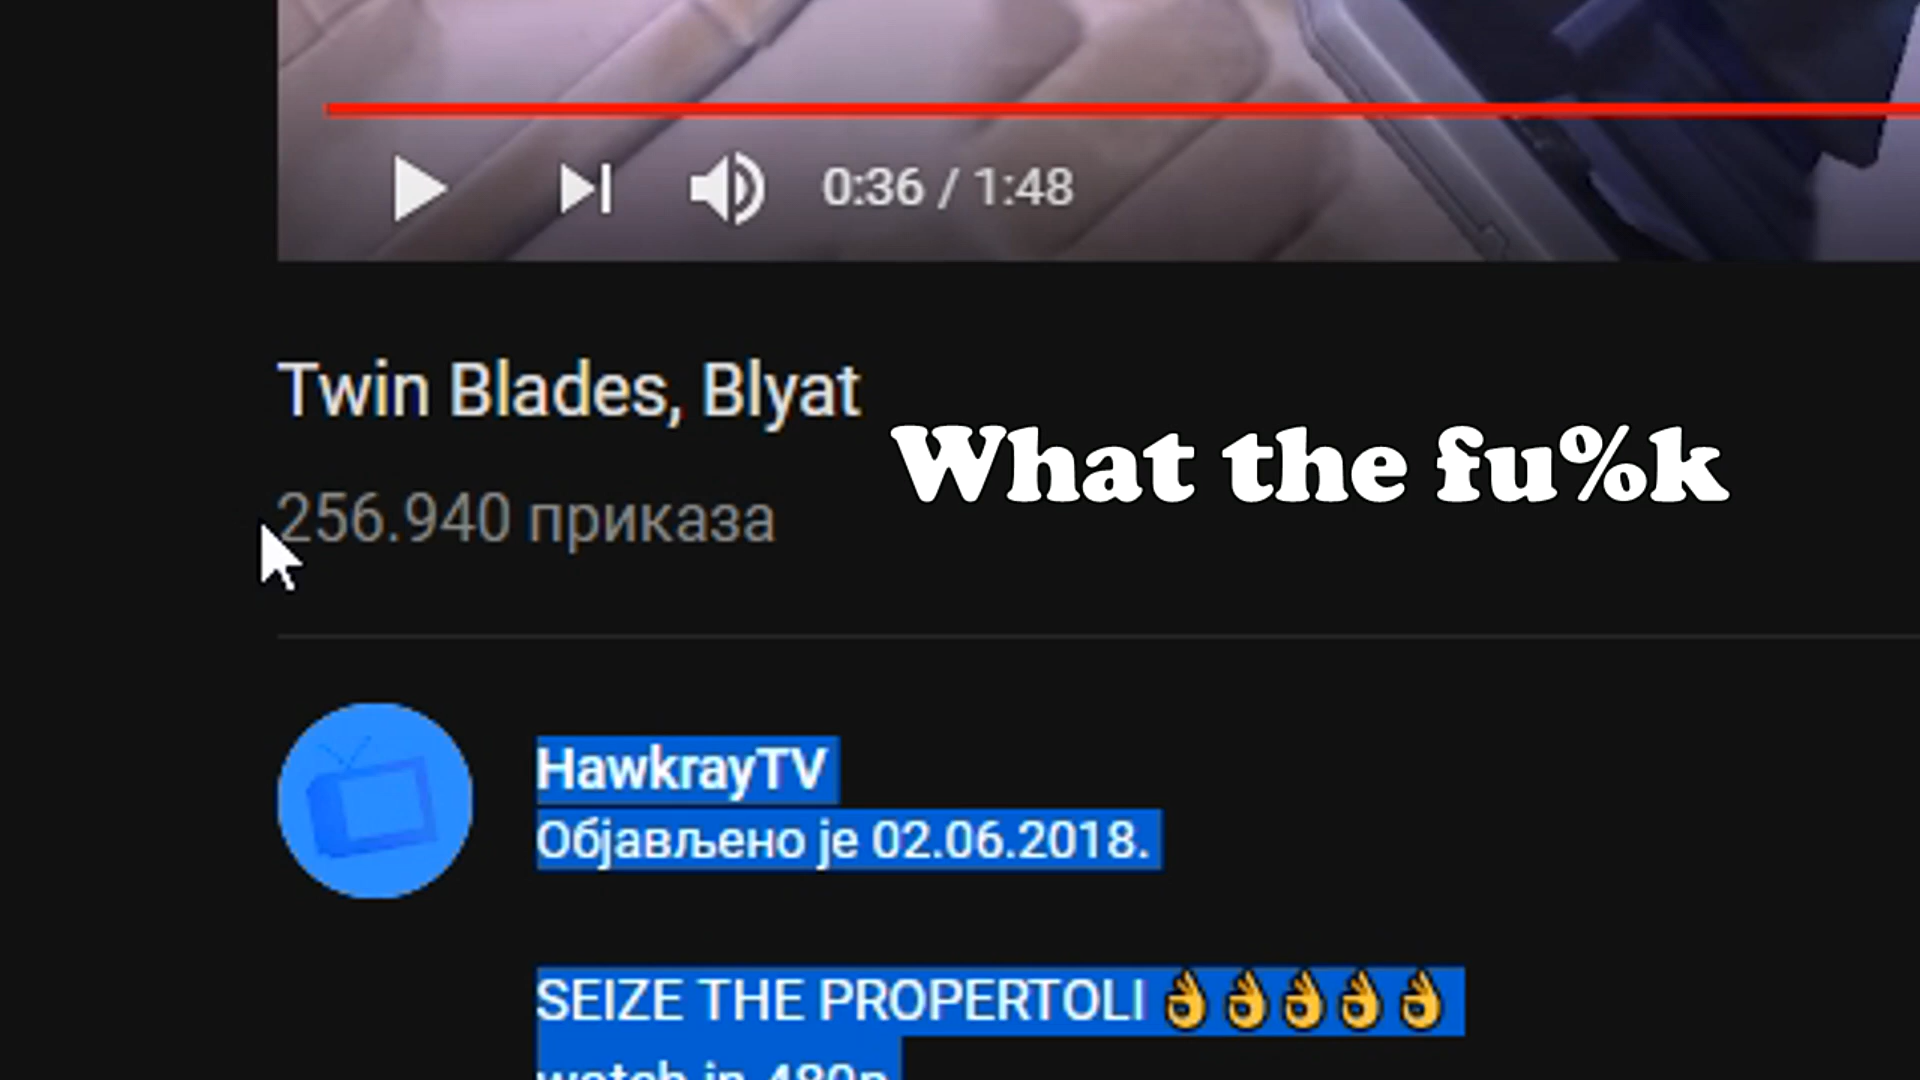 0:36 / 1:48
Twin Blades, Blyat
What the fu%k
256.940 приказа
HawkrayTV
Објављено је 02.06.2018.
SEIZE THE PROPERTOLI 👌👌👌👌👌
watch in 480p